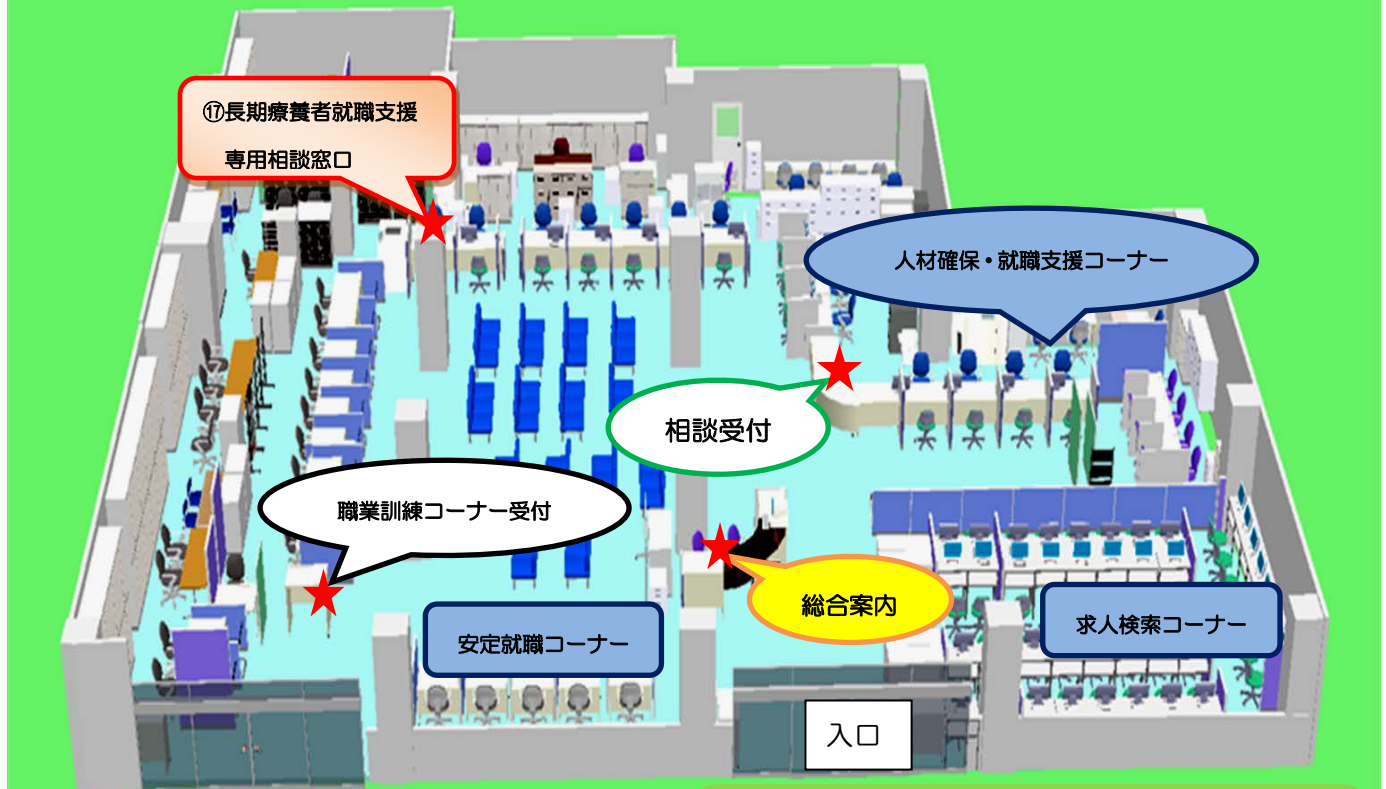 ⑰長期療養者就職支援
専用相談窓口
人材確保・就職支援コーナー
相談受付
職業訓練コーナー受付
総合案内
安定就職コーナー
求人検索コーナー
入口